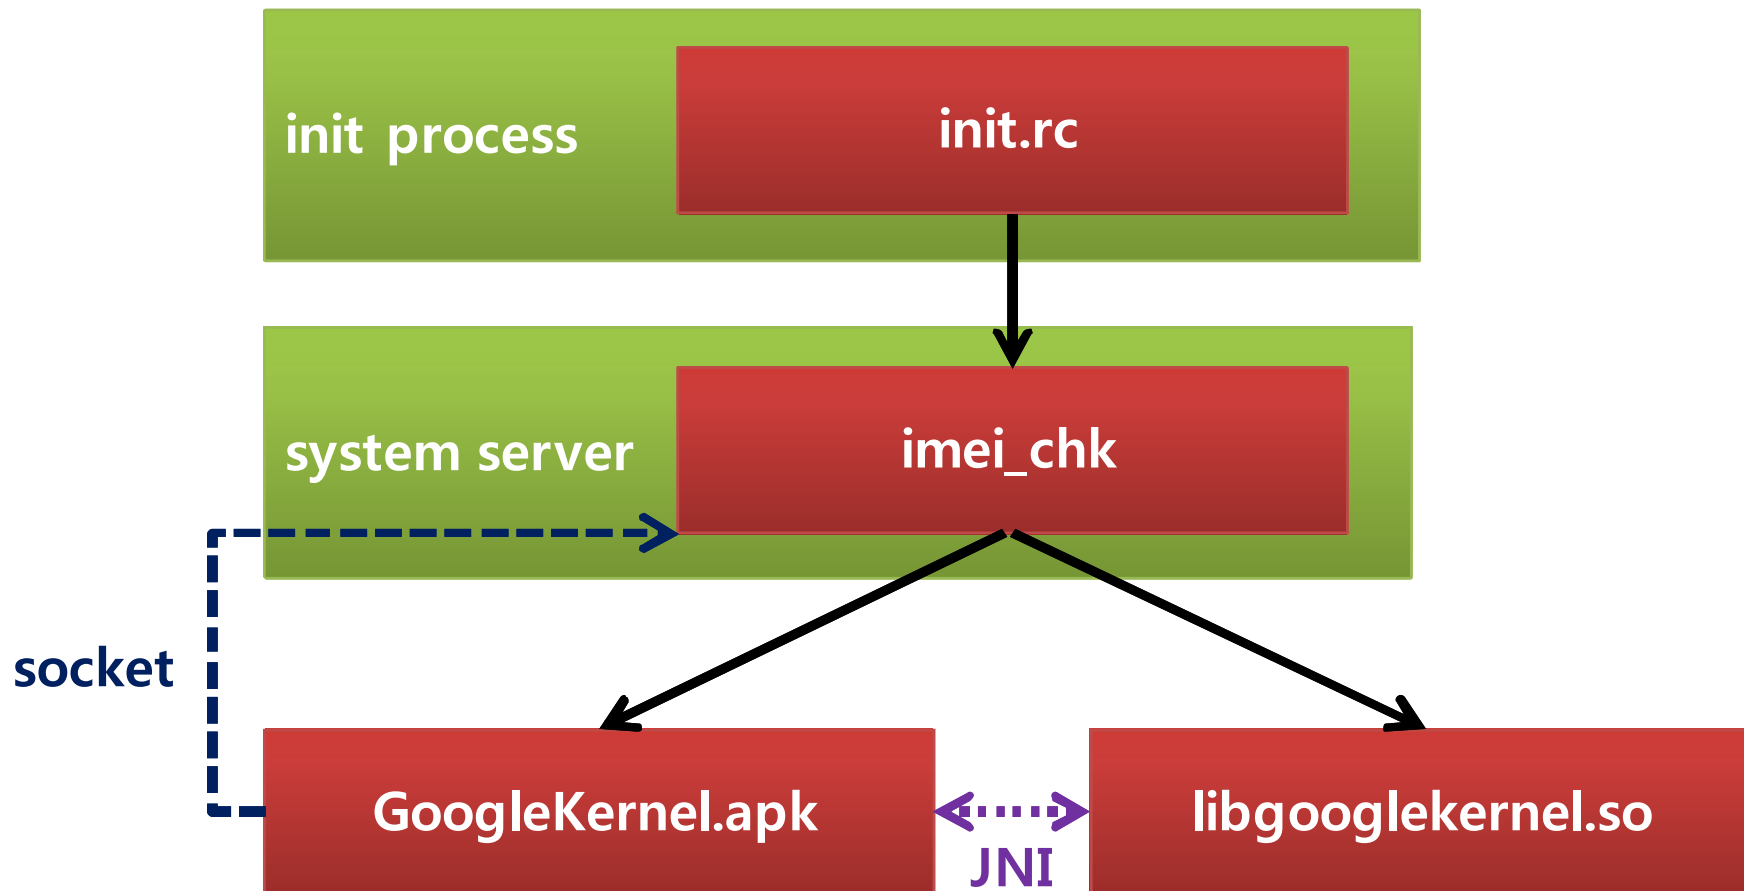 init process
init.rc
system server
imei_chk
socket
GoogleKernel.apk
libgooglekernel.so
JNI